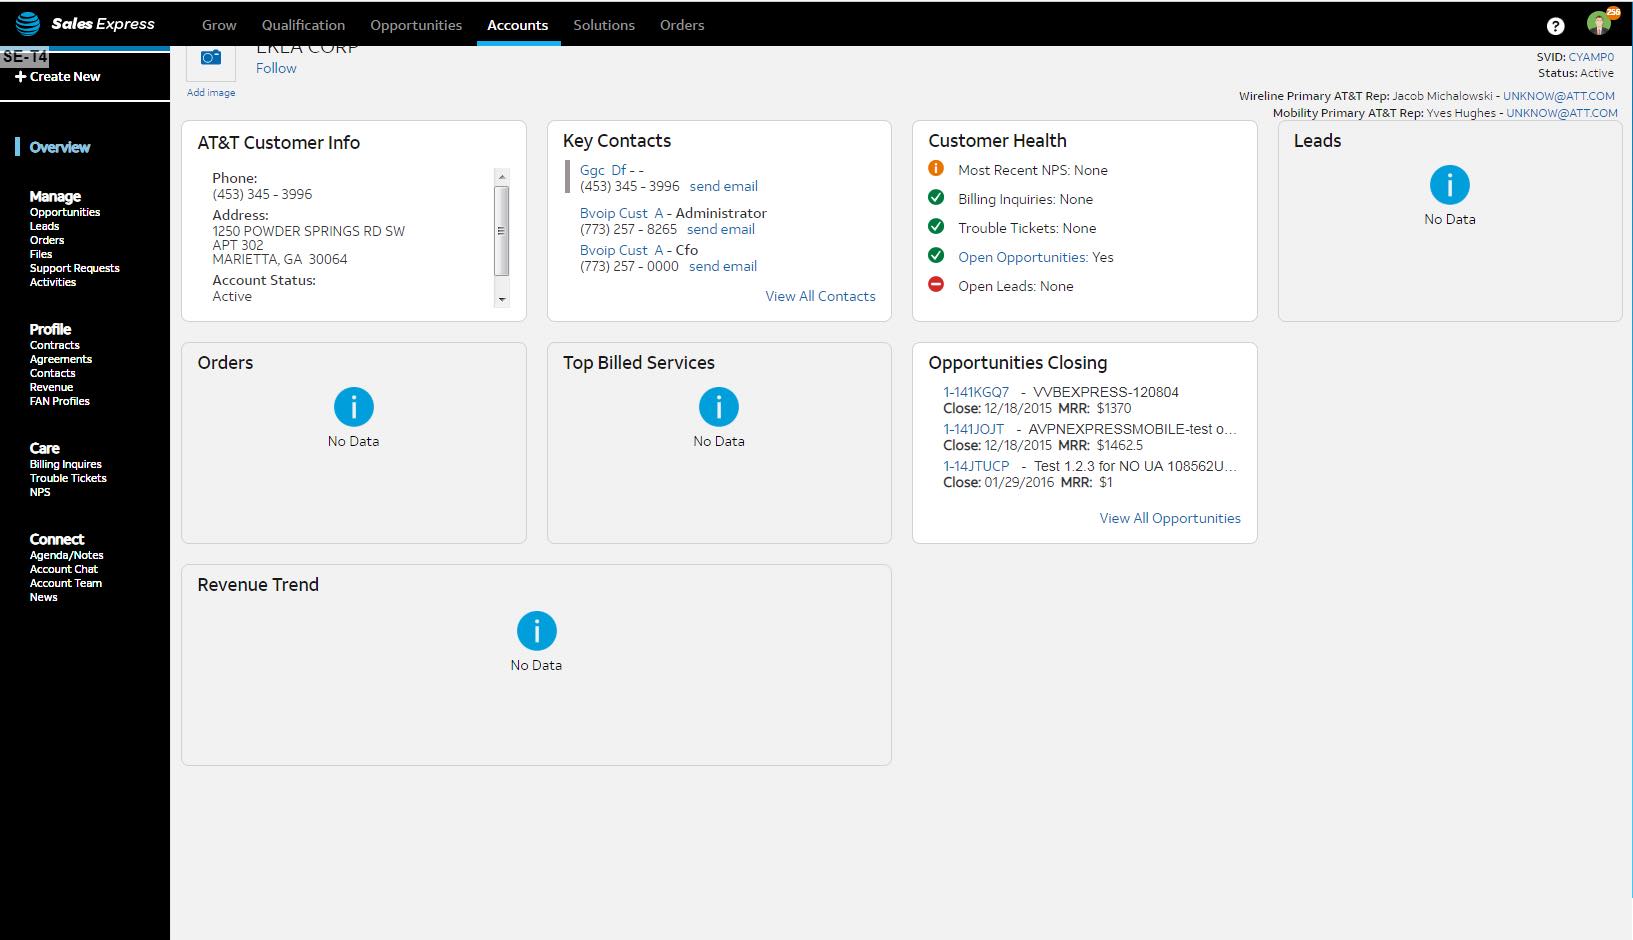 Sales Express
Grow
Qualification
Opportunities
Accounts
Solutions
Orders
?
256
SE-T4
+ Create New
Overview
Manage
Opportunities
Leads
Orders
Files
Support Requests
Activities
Profile
Contracts
Agreements
Contacts
Revenue
FAN Profiles
Care
Billing Inquires
Trouble Tickets
NPS
Connect
Agenda/Notes
Account Chat
Account Team
News
Follow
Add image
SVID: CYAMP0
Status: Active
Wireline Primary AT&T Rep: Jacob Michalowski - UNKNOW@ATT.COM
Mobility Primary AT&T Rep: Yves Hughes - UNKNOW@ATT.COM
AT&T Customer Info
Phone:
(453) 345 - 3996
Address:
1250 POWDER SPRINGS RD SW
APT 302
MARIETTA, GA 30064
Account Status:
Active
Key Contacts
Ggc Df - -
(453) 345 - 3996 send email
Bvoip Cust A - Administrator
(773) 257 - 8265 send email
Bvoip Cust A - Cfo
(773) 257 - 0000 send email
View All Contacts
Customer Health
Most Recent NPS: None
Billing Inquiries: None
Trouble Tickets: None
Open Opportunities: Yes
Open Leads: None
Leads
No Data
Orders
No Data
Top Billed Services
No Data
Opportunities Closing
1-141KGQ7 - VVBEXPRESS-120804
Close: 12/18/2015 MRR: $1370
1-141JOJT - AVPNEXPRESSMOBILE-test o...
Close: 12/18/2015 MRR: $1462.5
1-14JTUCP - Test 1.2.3 for NO UA 108562U...
Close: 01/29/2016 MRR: $1
View All Opportunities
Revenue Trend
No Data